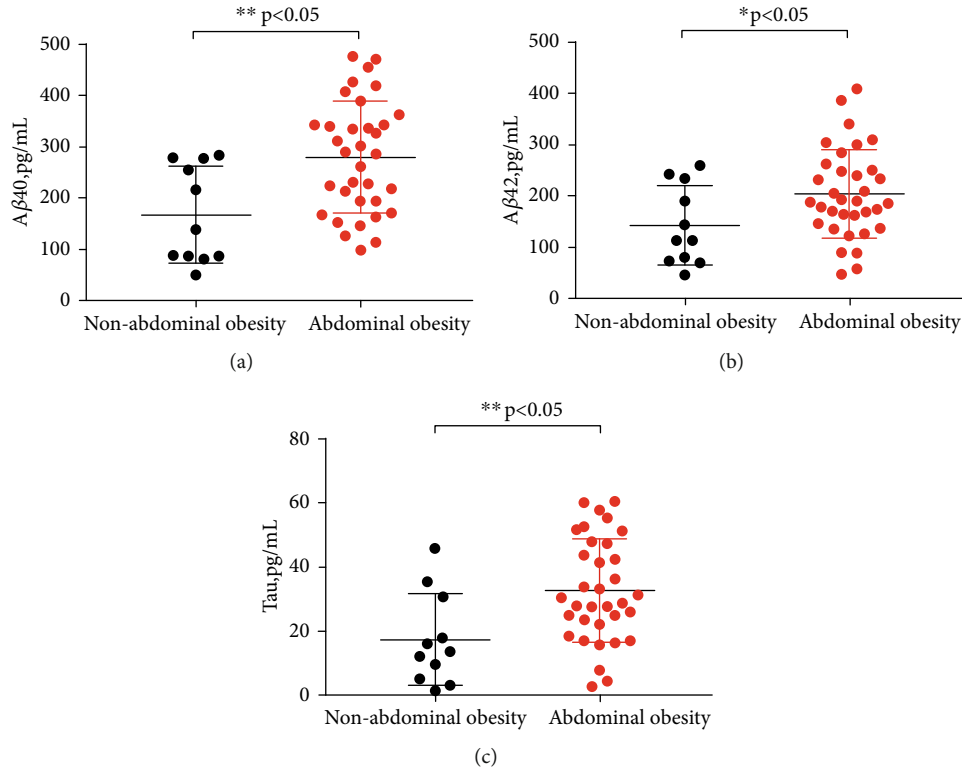 ** p<0.05
500
400
300
200
100
0
Aβ40,pg/mL
Non-abdominal obesity
Abdominal obesity
(a)
*p<0.05
500
400
300
200
100
0
Aβ42,pg/mL
Non-abdominal obesity
Abdominal obesity
(b)
** p<0.05
80
60
40
20
0
Tau,pg/mL
Non-abdominal obesity
Abdominal obesity
(c)